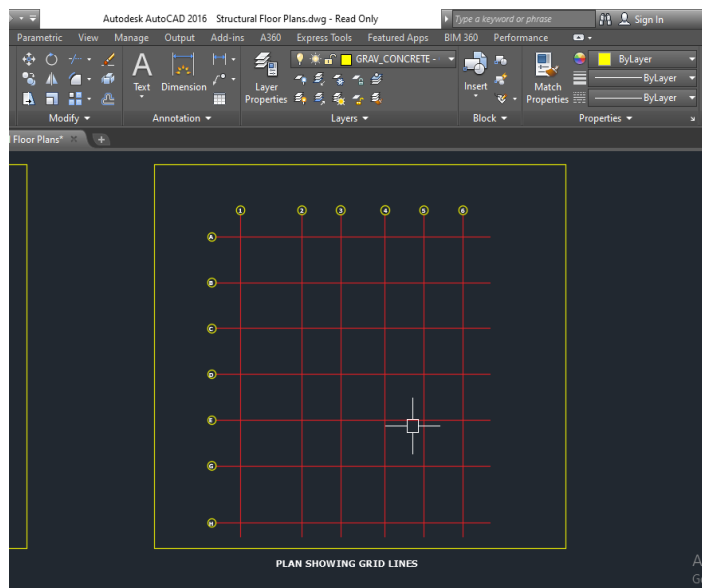 Autodesk AutoCAD 2016 Structural Floor Plans.dwg - Read Only
Type a keyword or phrase
Sign In
Parametric View Manage Output Add-ins A360 Express Tools Featured Apps BIM 360 Performance
GRAV_CONCRETE -
ByLayer
ByLayer
ByLayer
Text Dimension
Layer Properties
Insert
Match Properties
Modify Annotation Layers Block Properties
Floor Plans*
1 2 3 4 5 6
A
B
C
D
E
G
H
PLAN SHOWING GRID LINES